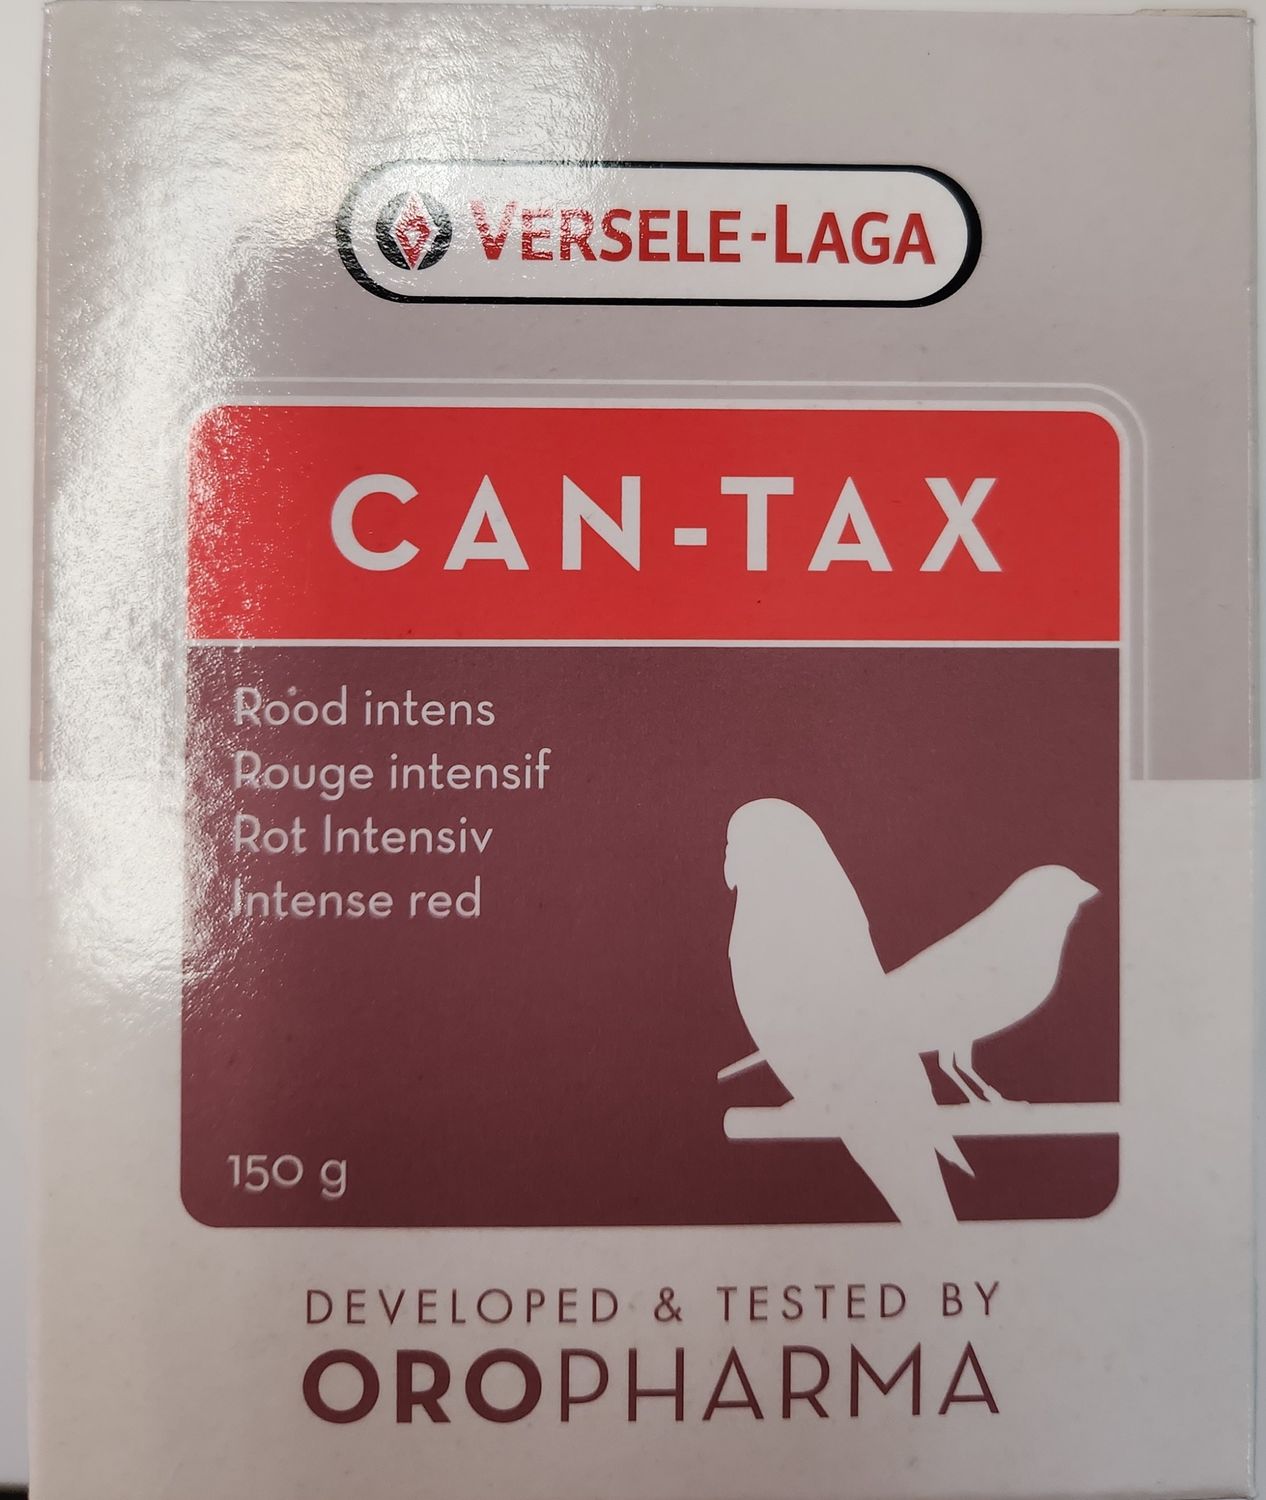 VERSELE-LAGA
CAN-TAX
Rood intens
Rouge intensif
Rot Intensiv
Intense red
150 g
DEVELOPED & TESTED BY
OROPHARMA